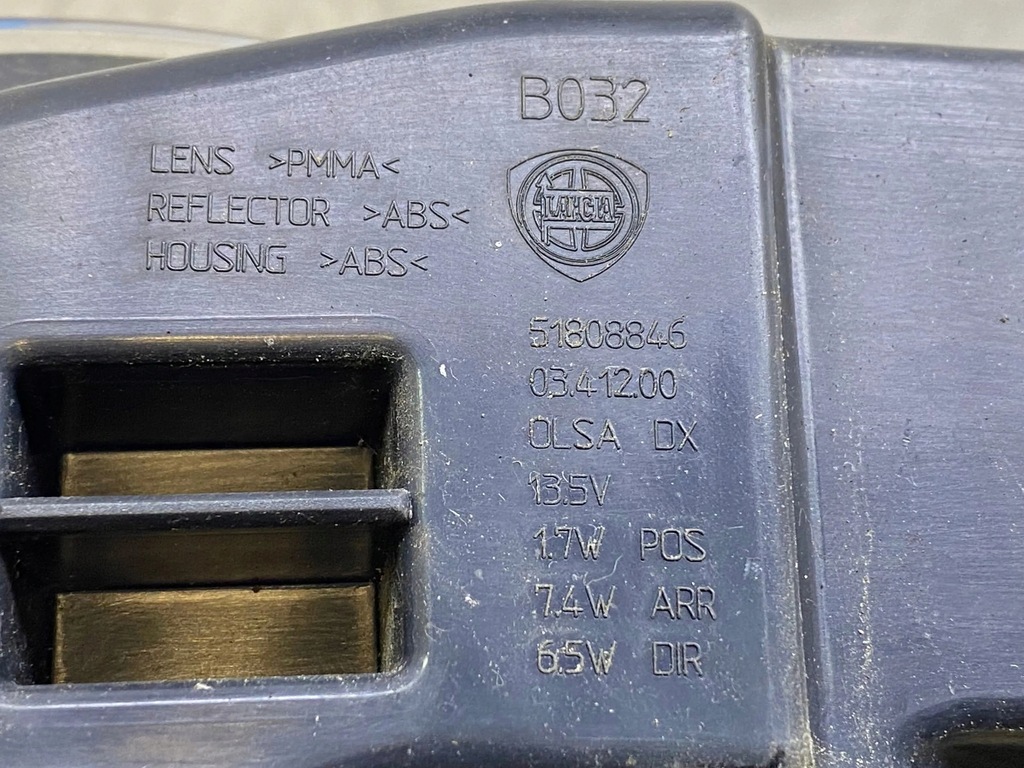 B032
LENS >PMMA<
REFLECTOR >ABS<
HOUSING >ABS<
LANCIA
51808846
03.412.00
OLSA DX
13.5V
1.7W POS
7.4W ARR
6.5W DIR